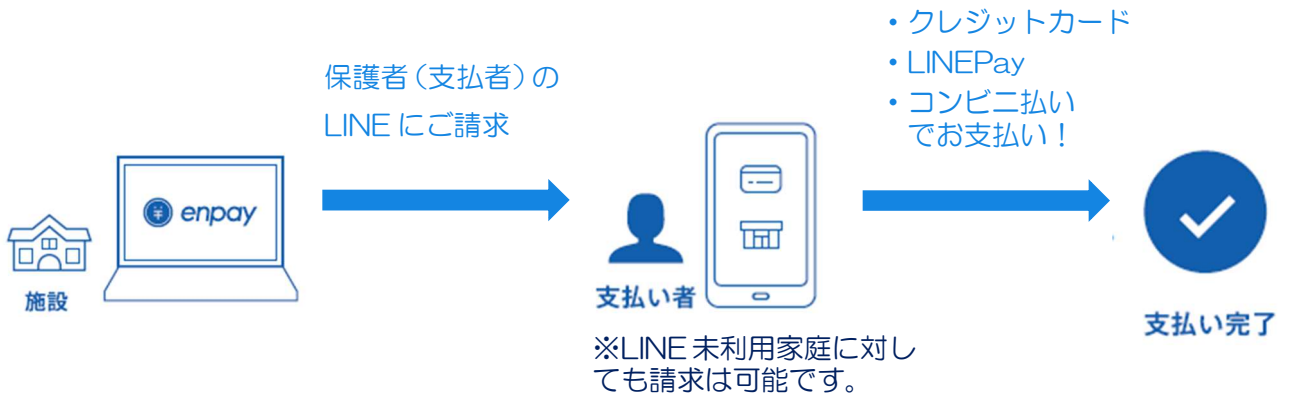 保護者（支払者）の
LINE にご請求
・クレジットカード
・LINEPay
・コンビニ払い
でお支払い！
enpay
施設
支払い者
※LINE 未利用家庭に対し
ても請求は可能です。
支払い完了